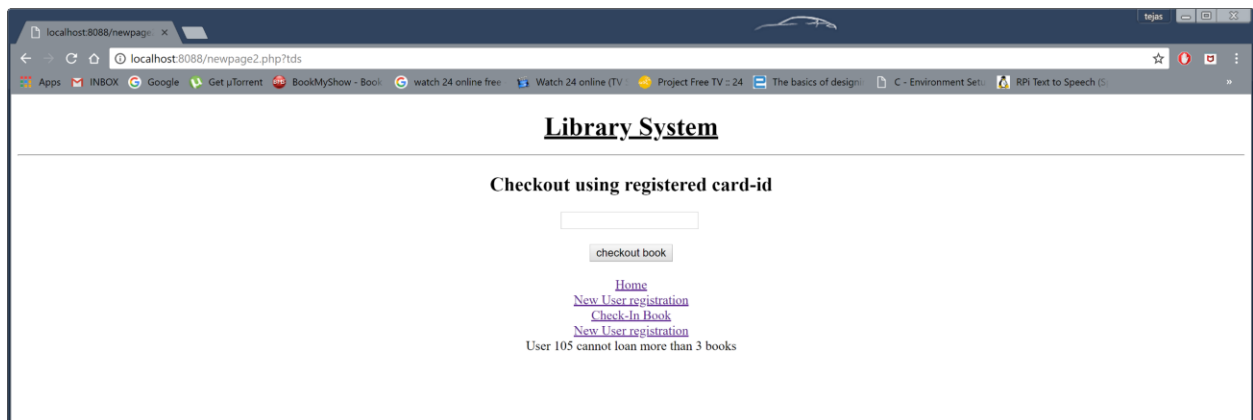 tejas
localhost:8088/newpage
localhost:8088/newpage2.php?tds
Apps INBOX Google Get µTorrent BookMyShow - Book watch 24 online free Watch 24 online (TV Project Free TV :: 24 The basics of design C - Environment Setu RPi Text to Speech (S »
Library System
Checkout using registered card-id
checkout book
Home
New User registration
Check-In Book
New User registration
User 105 cannot loan more than 3 books